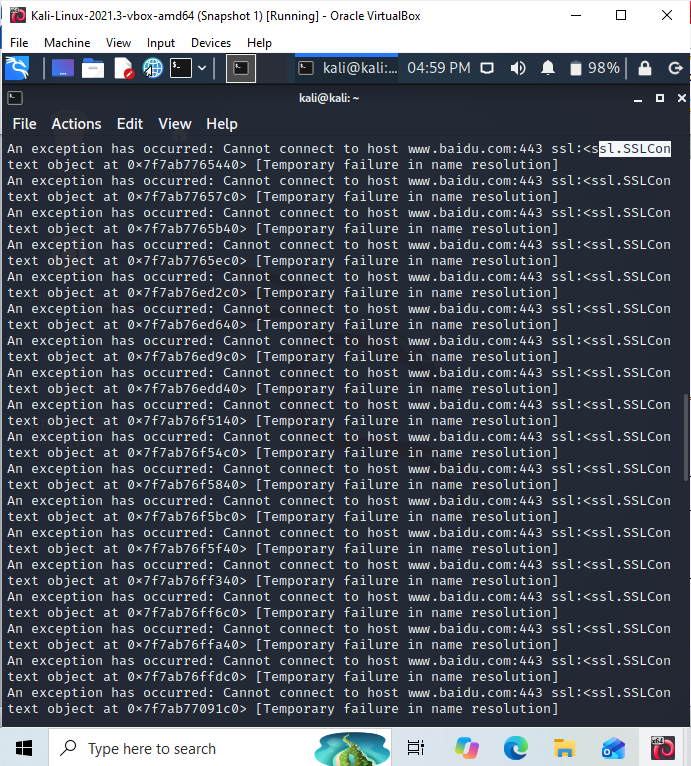 Kali-Linux-2021.3-vbox-amd64 (Snapshot 1) [Running] - Oracle VirtualBox
File Machine View Input Devices Help
kali@kali:... 04:59 PM 98%
kali@kali: ~
File Actions Edit View Help
An exception has occurred: Cannot connect to host www.baidu.com:443 ssl:<ssl.SSLCon
text object at 0×7f7ab7765440> [Temporary failure in name resolution]
An exception has occurred: Cannot connect to host www.baidu.com:443 ssl:<ssl.SSLCon
text object at 0×7f7ab77657c0> [Temporary failure in name resolution]
An exception has occurred: Cannot connect to host www.baidu.com:443 ssl:<ssl.SSLCon
text object at 0×7f7ab7765b40> [Temporary failure in name resolution]
An exception has occurred: Cannot connect to host www.baidu.com:443 ssl:<ssl.SSLCon
text object at 0×7f7ab7765ec0> [Temporary failure in name resolution]
An exception has occurred: Cannot connect to host www.baidu.com:443 ssl:<ssl.SSLCon
text object at 0×7f7ab76ed2c0> [Temporary failure in name resolution]
An exception has occurred: Cannot connect to host www.baidu.com:443 ssl:<ssl.SSLCon
text object at 0×7f7ab76ed640> [Temporary failure in name resolution]
An exception has occurred: Cannot connect to host www.baidu.com:443 ssl:<ssl.SSLCon
text object at 0×7f7ab76ed9c0> [Temporary failure in name resolution]
An exception has occurred: Cannot connect to host www.baidu.com:443 ssl:<ssl.SSLCon
text object at 0×7f7ab76edd40> [Temporary failure in name resolution]
An exception has occurred: Cannot connect to host www.baidu.com:443 ssl:<ssl.SSLCon
text object at 0×7f7ab76f5140> [Temporary failure in name resolution]
An exception has occurred: Cannot connect to host www.baidu.com:443 ssl:<ssl.SSLCon
text object at 0×7f7ab76f54c0> [Temporary failure in name resolution]
An exception has occurred: Cannot connect to host www.baidu.com:443 ssl:<ssl.SSLCon
text object at 0×7f7ab76f5840> [Temporary failure in name resolution]
An exception has occurred: Cannot connect to host www.baidu.com:443 ssl:<ssl.SSLCon
text object at 0×7f7ab76f5bc0> [Temporary failure in name resolution]
An exception has occurred: Cannot connect to host www.baidu.com:443 ssl:<ssl.SSLCon
text object at 0×7f7ab76f5f40> [Temporary failure in name resolution]
An exception has occurred: Cannot connect to host www.baidu.com:443 ssl:<ssl.SSLCon
text object at 0×7f7ab76ff340> [Temporary failure in name resolution]
An exception has occurred: Cannot connect to host www.baidu.com:443 ssl:<ssl.SSLCon
text object at 0×7f7ab76ff6c0> [Temporary failure in name resolution]
An exception has occurred: Cannot connect to host www.baidu.com:443 ssl:<ssl.SSLCon
text object at 0×7f7ab76ffa40> [Temporary failure in name resolution]
An exception has occurred: Cannot connect to host www.baidu.com:443 ssl:<ssl.SSLCon
text object at 0×7f7ab76ffdc0> [Temporary failure in name resolution]
An exception has occurred: Cannot connect to host www.baidu.com:443 ssl:<ssl.SSLCon
text object at 0×7f7ab77091c0> [Temporary failure in name resolution]
Type here to search